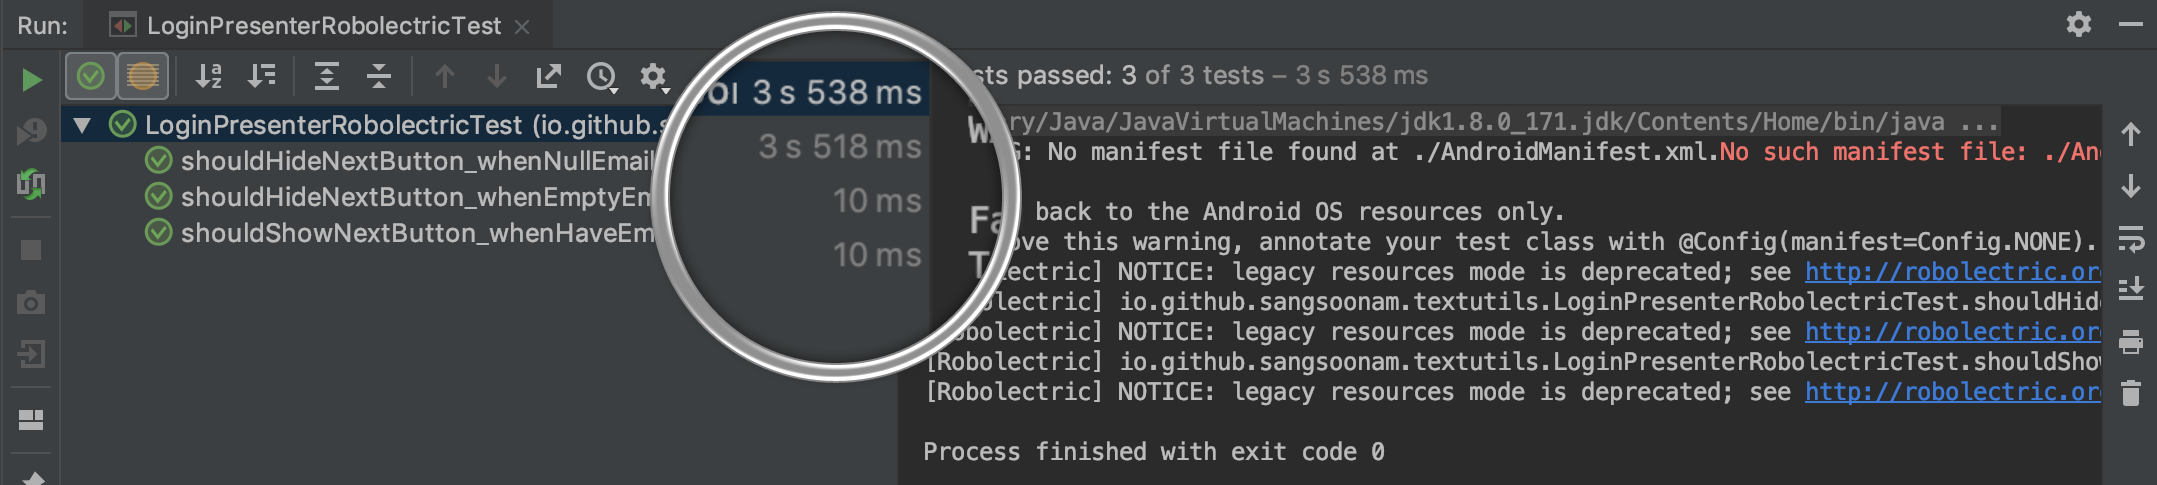 Run: LoginPresenterRobolectricTest
LoginPresenterRobolectricTest (io.github.s
shouldHideNextButton_whenNullEmail
shouldHideNextButton_whenEmptyEm
shouldShowNextButton_whenHaveEm
3 s 538 ms
3 s 518 ms
10 ms
10 ms
sts passed: 3 of 3 tests – 3 s 538 ms
ry/Java/JavaVirtualMachines/jdk1.8.0_171.jdk/Contents/Home/bin/java ...
G: No manifest file found at ./AndroidManifest.xml.No such manifest file: ./An
Fa back to the Android OS resources only.
T ove this warning, annotate your test class with @Config(manifest=Config.NONE).
lectric] NOTICE: legacy resources mode is deprecated; see http://robolectric.or
olectric] io.github.sangsoonam.textutils.LoginPresenterRobolectricTest.shouldHid
obolectric] NOTICE: legacy resources mode is deprecated; see http://robolectric.or
[Robolectric] io.github.sangsoonam.textutils.LoginPresenterRobolectricTest.shouldSho
[Robolectric] NOTICE: legacy resources mode is deprecated; see http://robolectric.or
Process finished with exit code 0